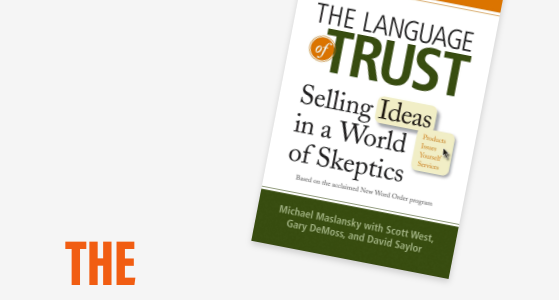 THE LANGUAGE
of TRUST
Selling Ideas
in a World
of Skeptics
Products
Issues
Yourself
Services
Based on the acclaimed New Word Order program
Michael Maslansky with Scott West,
Gary DeMoss, and David Saylor
THE